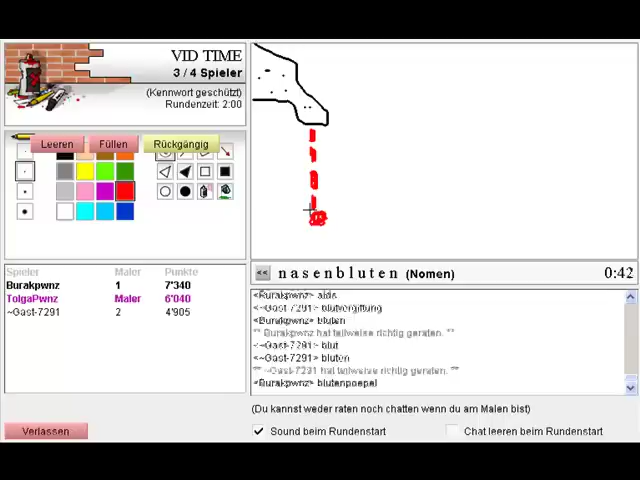 VID TIME
3 / 4 Spieler
(Kennwort geschützt)
Rundenzeit: 2:00
Leeren Füllen Rückgängig
Spieler Maler Punkte
Burakpwnz 1 7'340
TolgaPwnz Maler 6'040
~Gast-7291 2 4'905
Verlassen
<< nasenbluten (Nomen) 0:42
<Burakpwnz> aids
<~Gast-7291> blutvergiftung
<Burakpwnz> bluten
** Burakpwnz hat teilweise richtig geraten. **
<~Gast-7291> blut
<~Gast-7291> bluten
** ~Gast-7291 hat teilweise richtig geraten. **
<Burakpwnz> blutenpoepel
(Du kannst weder raten noch chatten wenn du am Malen bist)
Sound beim Rundenstart Chat leeren beim Rundenstart